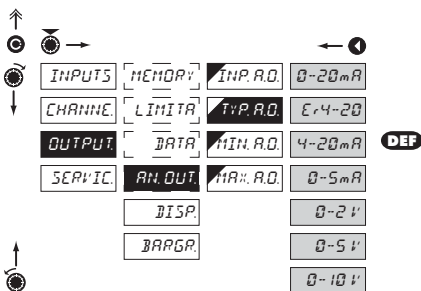 INPUTS MEMORY INP. A.O. 0-20mA
CHANNE. LIMITA TYP. A.O. Er4-20
OUTPUT. DATA MIN. A.O. 4-20mA DEF
SERVIC. AN. OUT. MAX. A.O. 0-5mA
DISP. 0-2 V
BARGR. 0-5 V
0-10 V